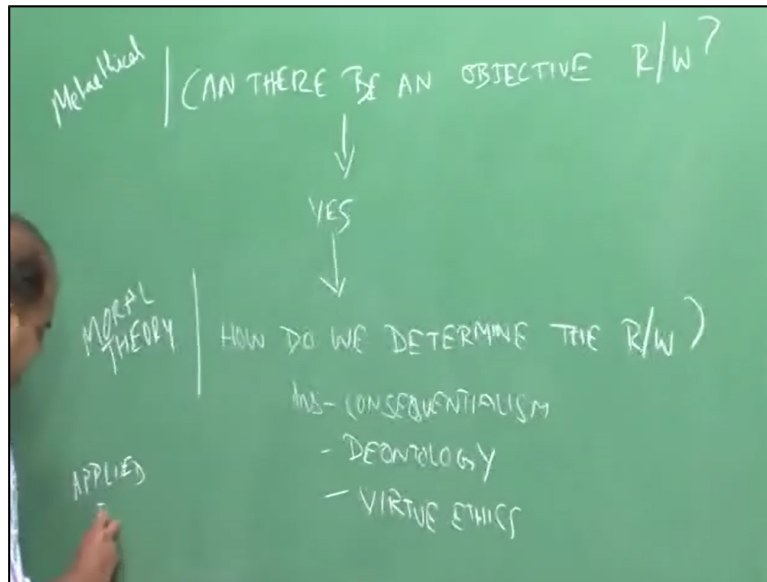 Metaethical
CAN THERE BE AN OBJECTIVE R/W?
YES
MORAL
THEORY
HOW DO WE DETERMINE THE R/W?
Ans - CONSEQUENTIALISM
- DEONTOLOGY
- VIRTUE ETHICS
APPLIED